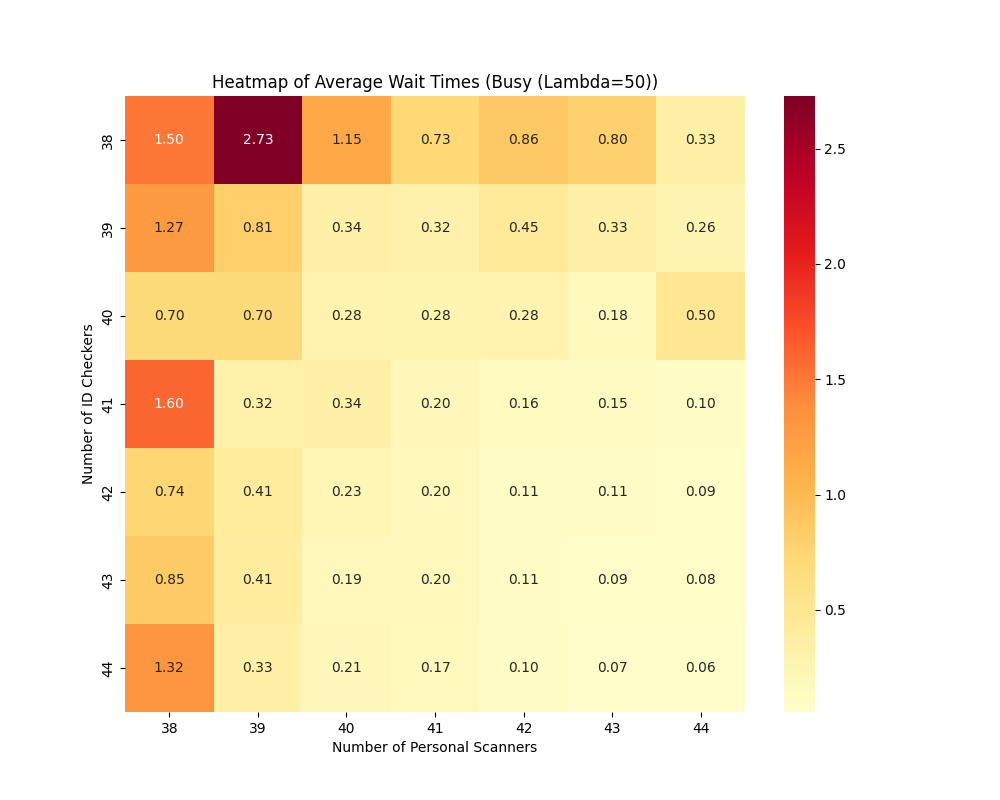 Heatmap of Average Wait Times (Busy (Lambda=50))
38 1.50 2.73 1.15 0.73 0.86 0.80 0.33
39 1.27 0.81 0.34 0.32 0.45 0.33 0.26
40 0.70 0.70 0.28 0.28 0.28 0.18 0.50
41 1.60 0.32 0.34 0.20 0.16 0.15 0.10
42 0.74 0.41 0.23 0.20 0.11 0.11 0.09
43 0.85 0.41 0.19 0.20 0.11 0.09 0.08
44 1.32 0.33 0.21 0.17 0.10 0.07 0.06
38 39 40 41 42 43 44
Number of Personal Scanners
Number of ID Checkers
2.5
2.0
1.5
1.0
0.5